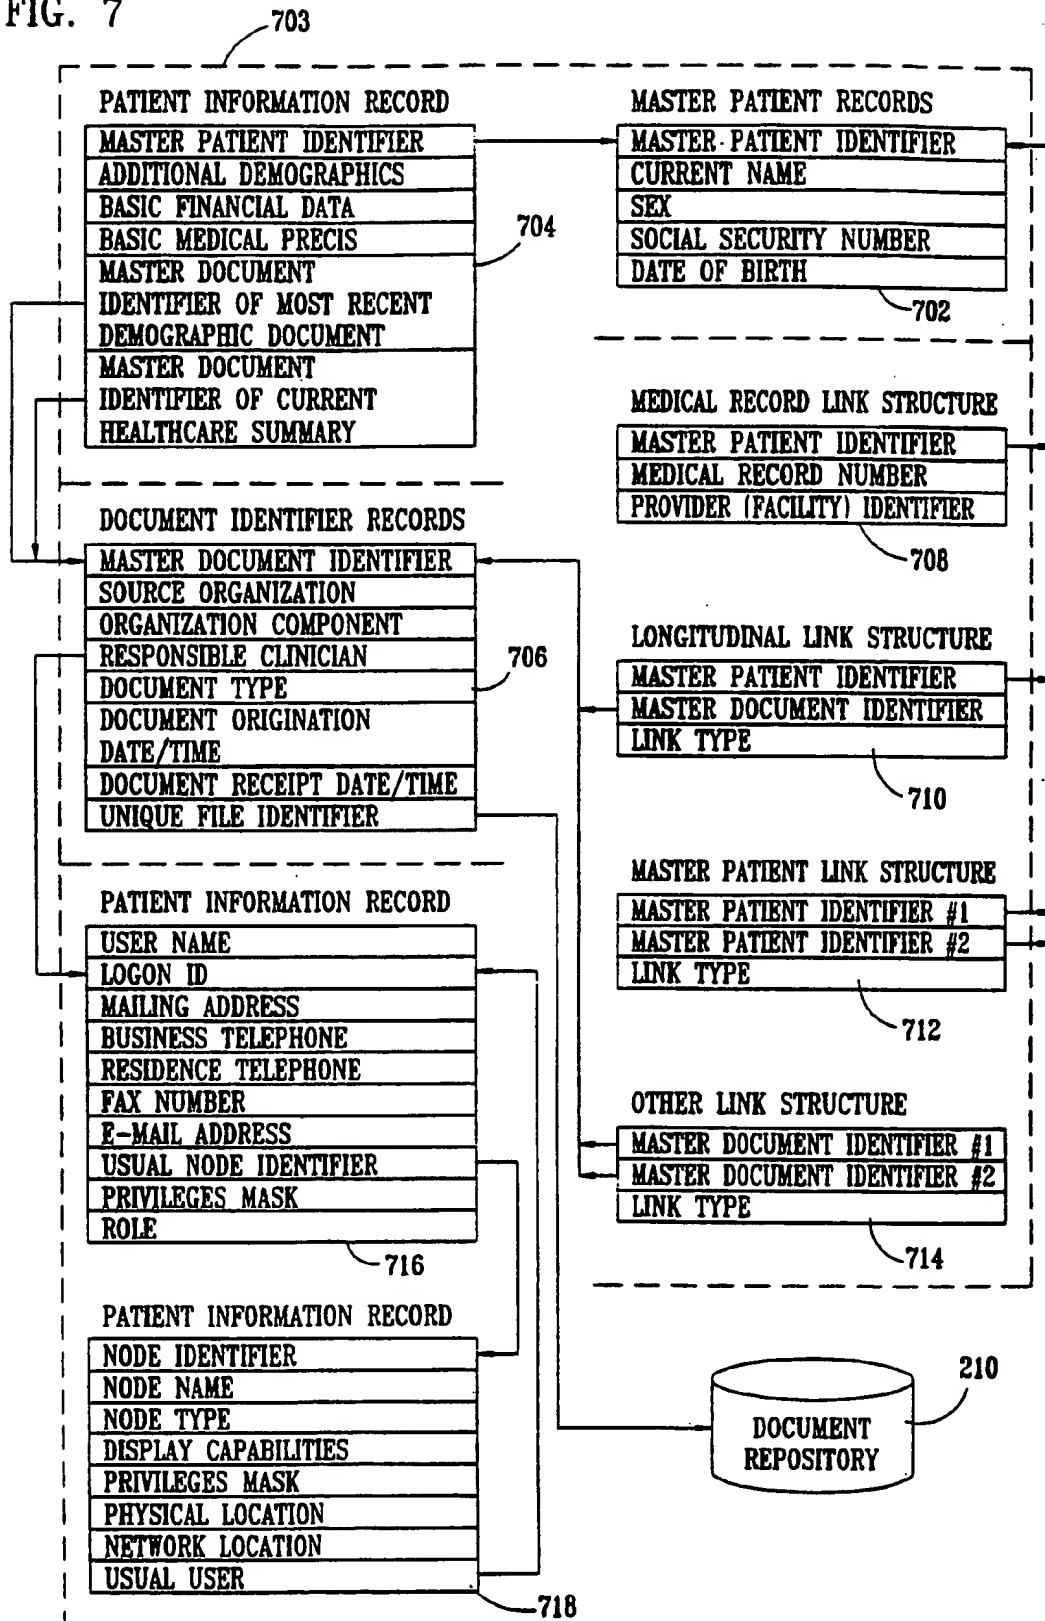 FIG. 7
703
PATIENT INFORMATION RECORD
MASTER PATIENT IDENTIFIER
ADDITIONAL DEMOGRAPHICS
BASIC FINANCIAL DATA
BASIC MEDICAL PRECIS
704
MASTER DOCUMENT
IDENTIFIER OF MOST RECENT
DEMOGRAPHIC DOCUMENT
MASTER DOCUMENT
IDENTIFIER OF CURRENT
HEALTHCARE SUMMARY
MASTER PATIENT RECORDS
MASTER PATIENT IDENTIFIER
CURRENT NAME
SEX
SOCIAL SECURITY NUMBER
DATE OF BIRTH
702
DOCUMENT IDENTIFIER RECORDS
MASTER DOCUMENT IDENTIFIER
SOURCE ORGANIZATION
ORGANIZATION COMPONENT
RESPONSIBLE CLINICIAN
706
DOCUMENT TYPE
DOCUMENT ORIGINATION
DATE/TIME
DOCUMENT RECEIPT DATE/TIME
UNIQUE FILE IDENTIFIER
MEDICAL RECORD LINK STRUCTURE
MASTER PATIENT IDENTIFIER
MEDICAL RECORD NUMBER
PROVIDER (FACILITY) IDENTIFIER
708
LONGITUDINAL LINK STRUCTURE
MASTER PATIENT IDENTIFIER
MASTER DOCUMENT IDENTIFIER
LINK TYPE
710
MASTER PATIENT LINK STRUCTURE
MASTER PATIENT IDENTIFIER #1
MASTER PATIENT IDENTIFIER #2
LINK TYPE
712
OTHER LINK STRUCTURE
MASTER DOCUMENT IDENTIFIER #1
MASTER DOCUMENT IDENTIFIER #2
LINK TYPE
714
PATIENT INFORMATION RECORD
USER NAME
LOGON ID
MAILING ADDRESS
BUSINESS TELEPHONE
RESIDENCE TELEPHONE
FAX NUMBER
E-MAIL ADDRESS
USUAL NODE IDENTIFIER
PRIVILEGES MASK
ROLE
716
PATIENT INFORMATION RECORD
NODE IDENTIFIER
NODE NAME
NODE TYPE
DISPLAY CAPABILITIES
PRIVILEGES MASK
PHYSICAL LOCATION
NETWORK LOCATION
USUAL USER
718
210
DOCUMENT
REPOSITORY